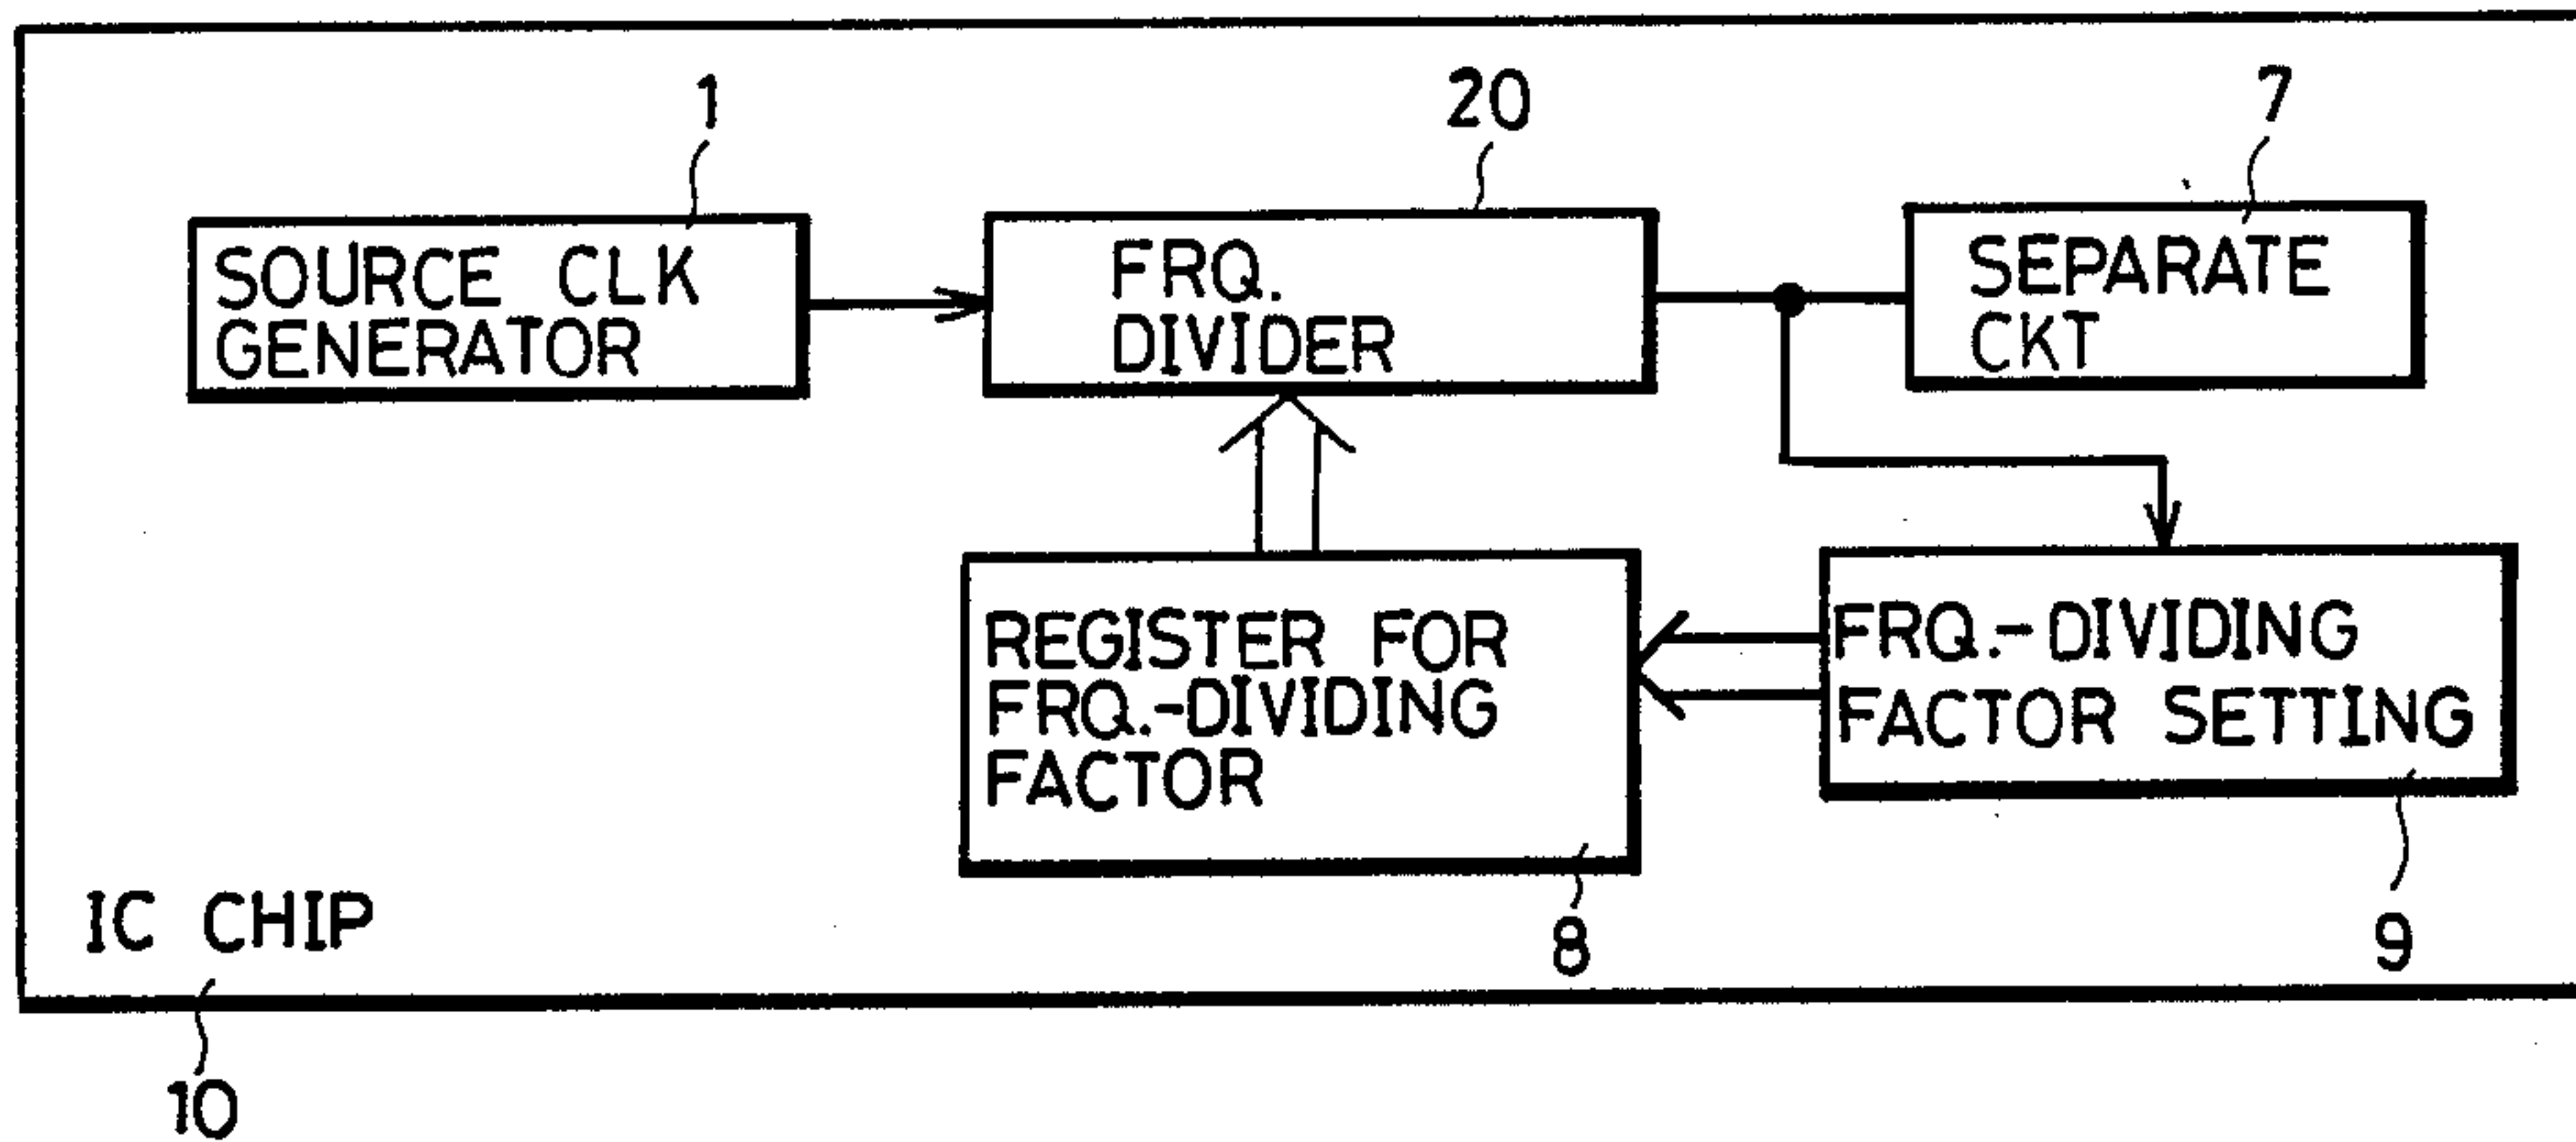 1
20
7
SOURCE CLK
GENERATOR
FRQ.
DIVIDER
SEPARATE
CKT
REGISTER FOR
FRQ.-DIVIDING
FACTOR
FRQ.-DIVIDING
FACTOR SETTING
IC CHIP
8
9
10